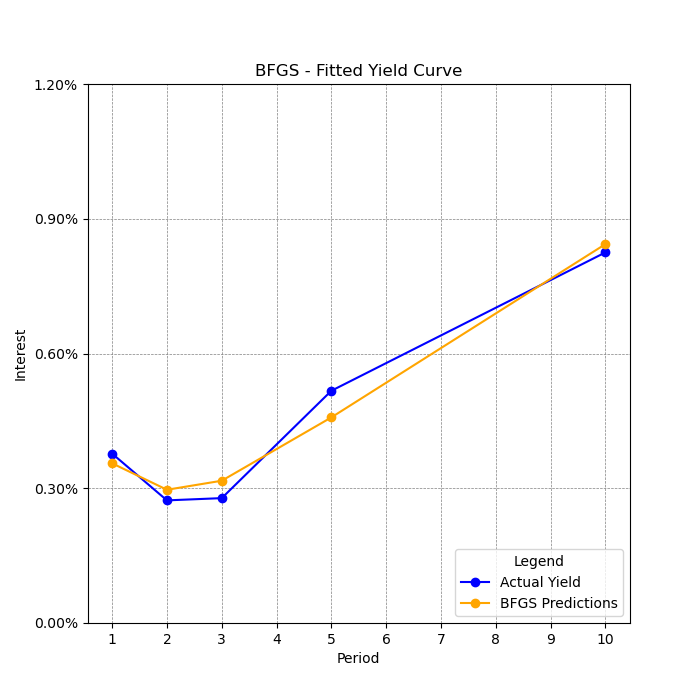 BFGS - Fitted Yield Curve
1.20%
0.90%
0.60%
0.30%
0.00%
Interest
1 2 3 4 5 6 7 8 9 10
Period
Legend
Actual Yield
BFGS Predictions